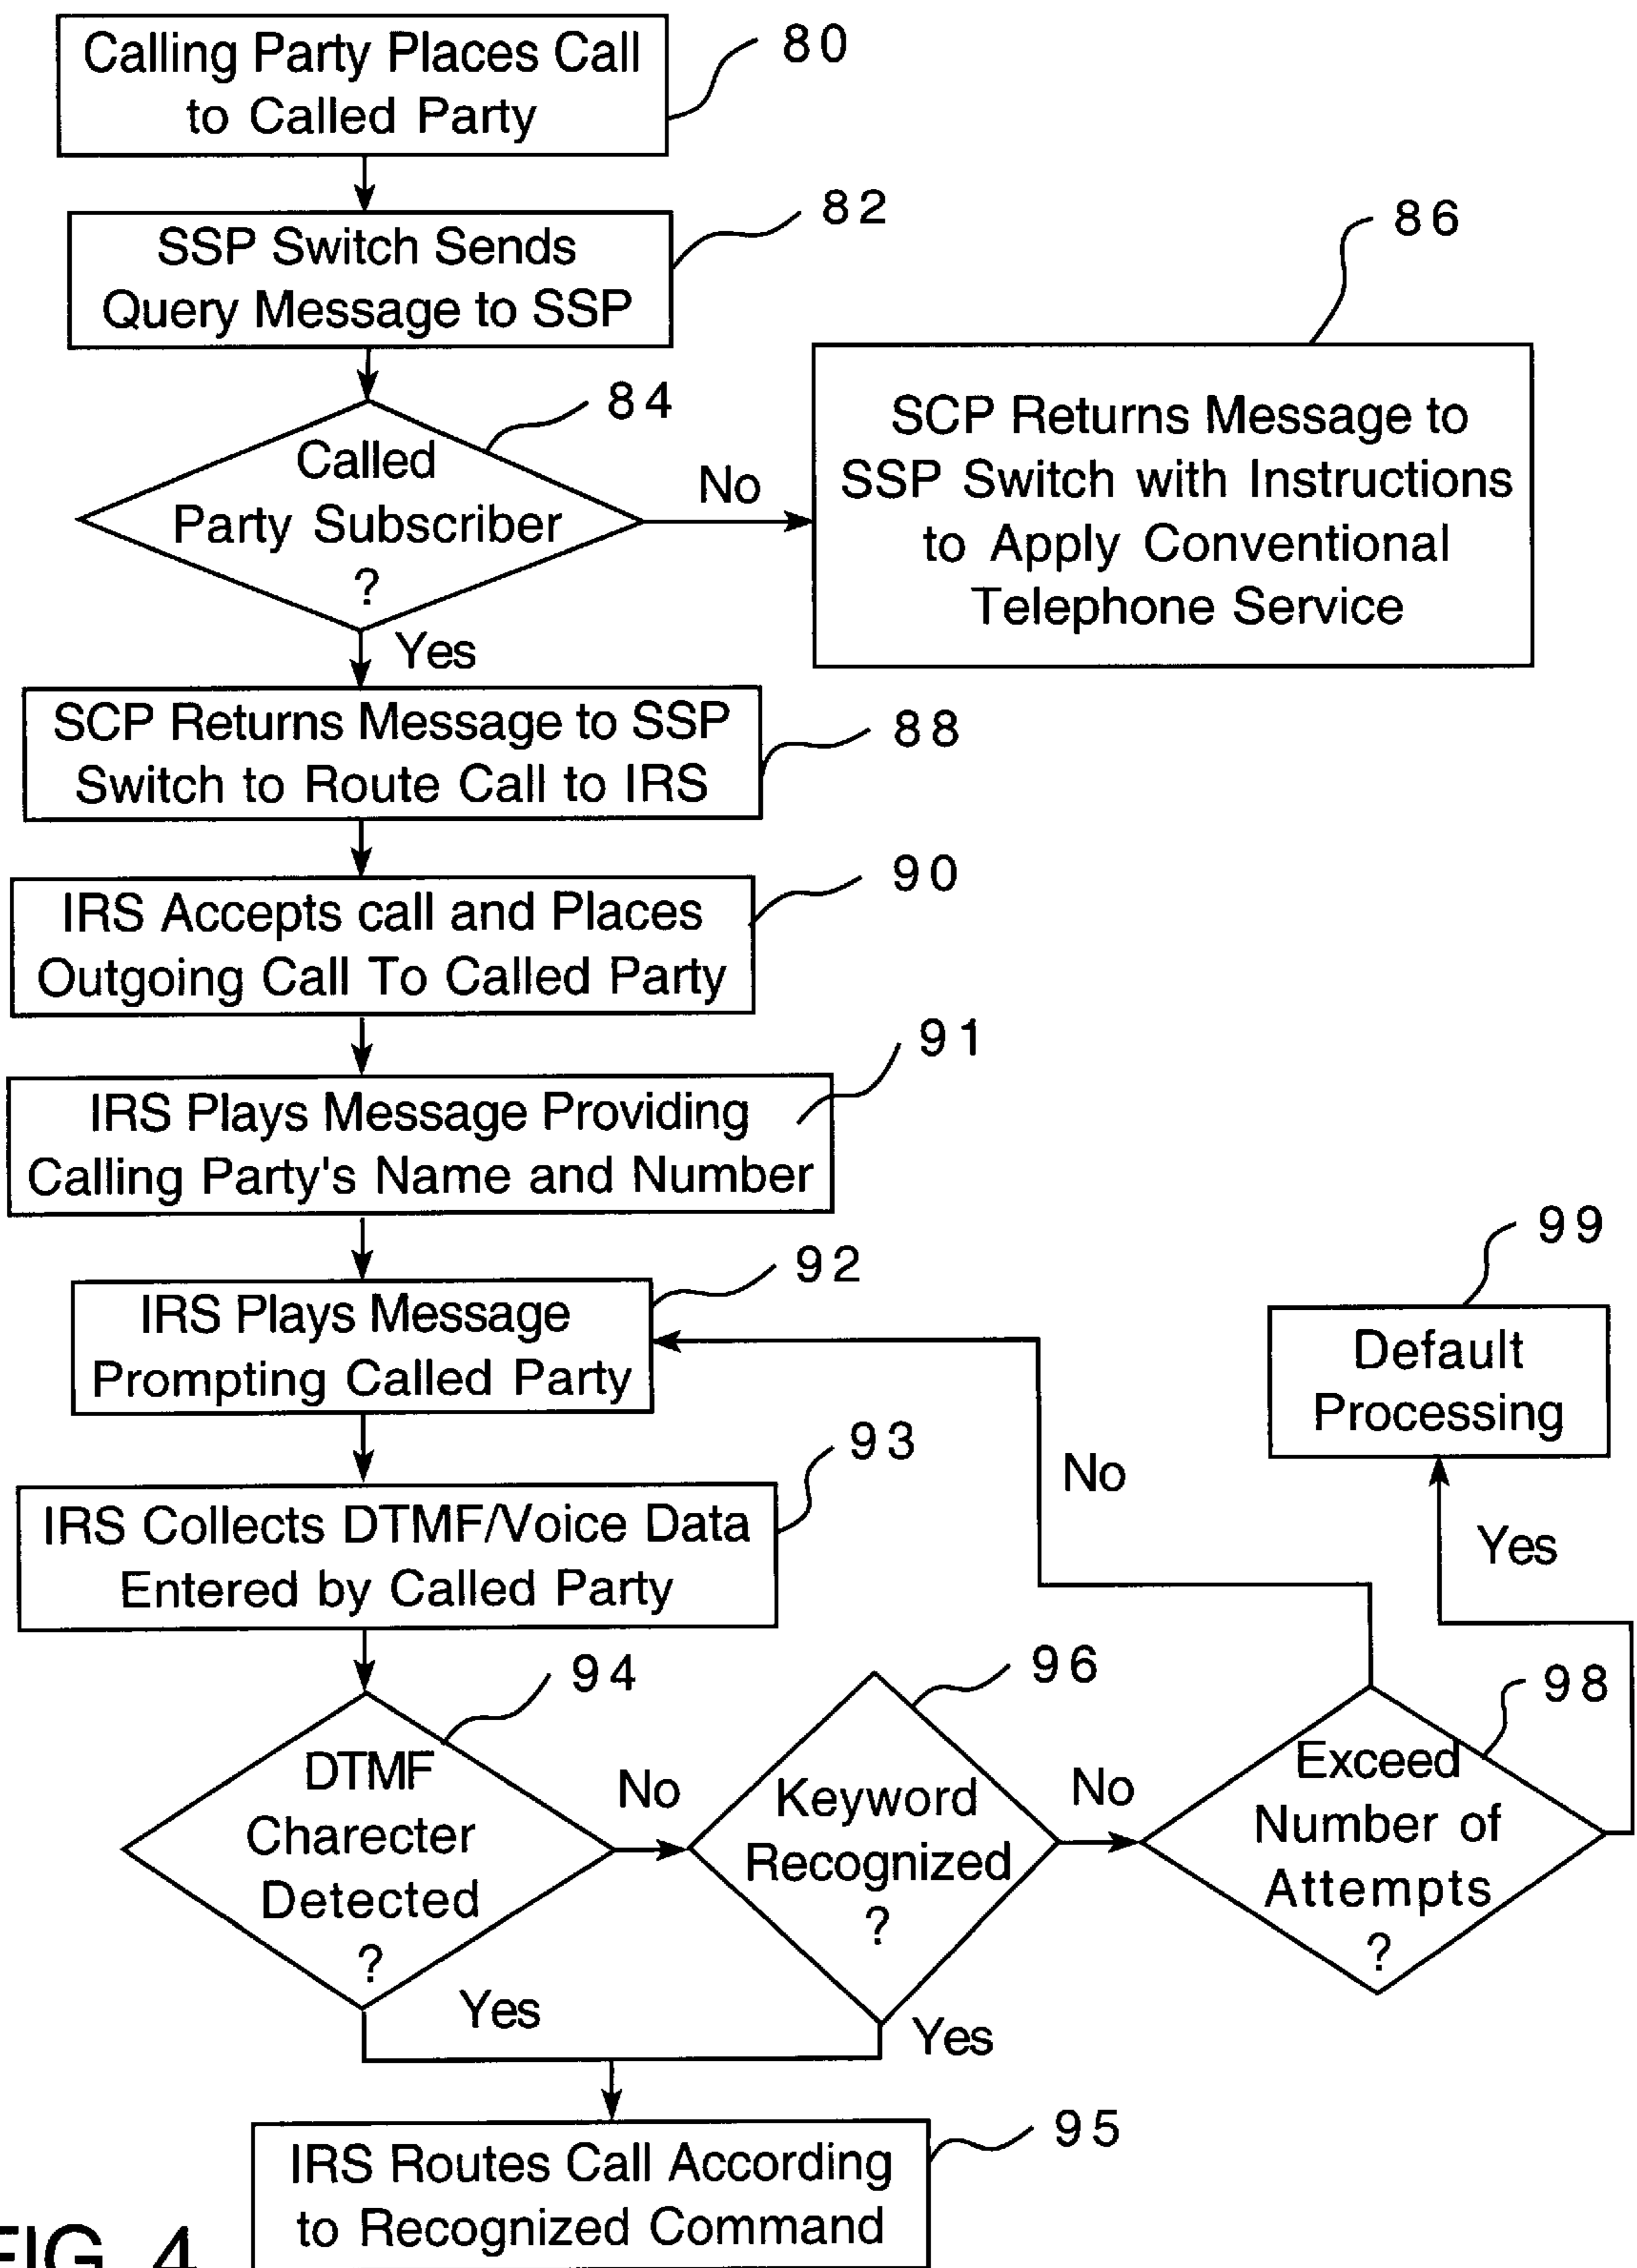 Calling Party Places Call
to Called Party
80
SSP Switch Sends
Query Message to SSP
82
Called
Party Subscriber
?
84
No
86
SCP Returns Message to
SSP Switch with Instructions
to Apply Conventional
Telephone Service
Yes
SCP Returns Message to SSP
Switch to Route Call to IRS
88
IRS Accepts call and Places
Outgoing Call To Called Party
90
IRS Plays Message Providing
Calling Party's Name and Number
91
IRS Plays Message
Prompting Called Party
92
IRS Collects DTMF/Voice Data
Entered by Called Party
93
DTMF
Charecter
Detected
?
94
No
Yes
Keyword
Recognized
?
96
No
Yes
Exceed
Number of
Attempts
?
98
No
Yes
Default
Processing
99
IRS Routes Call According
to Recognized Command
95
FIG. 4